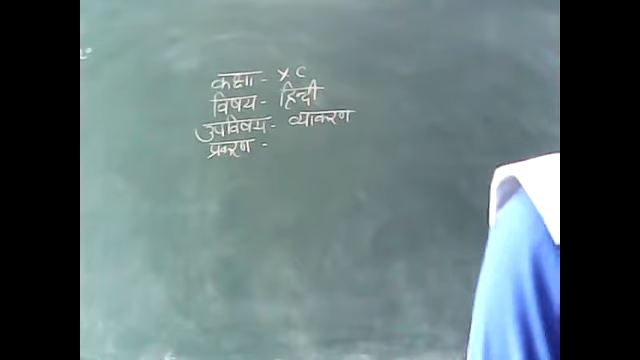 कक्षा - X C
विषय - हिन्दी
उपविषय - व्याकरण
प्रकरण -